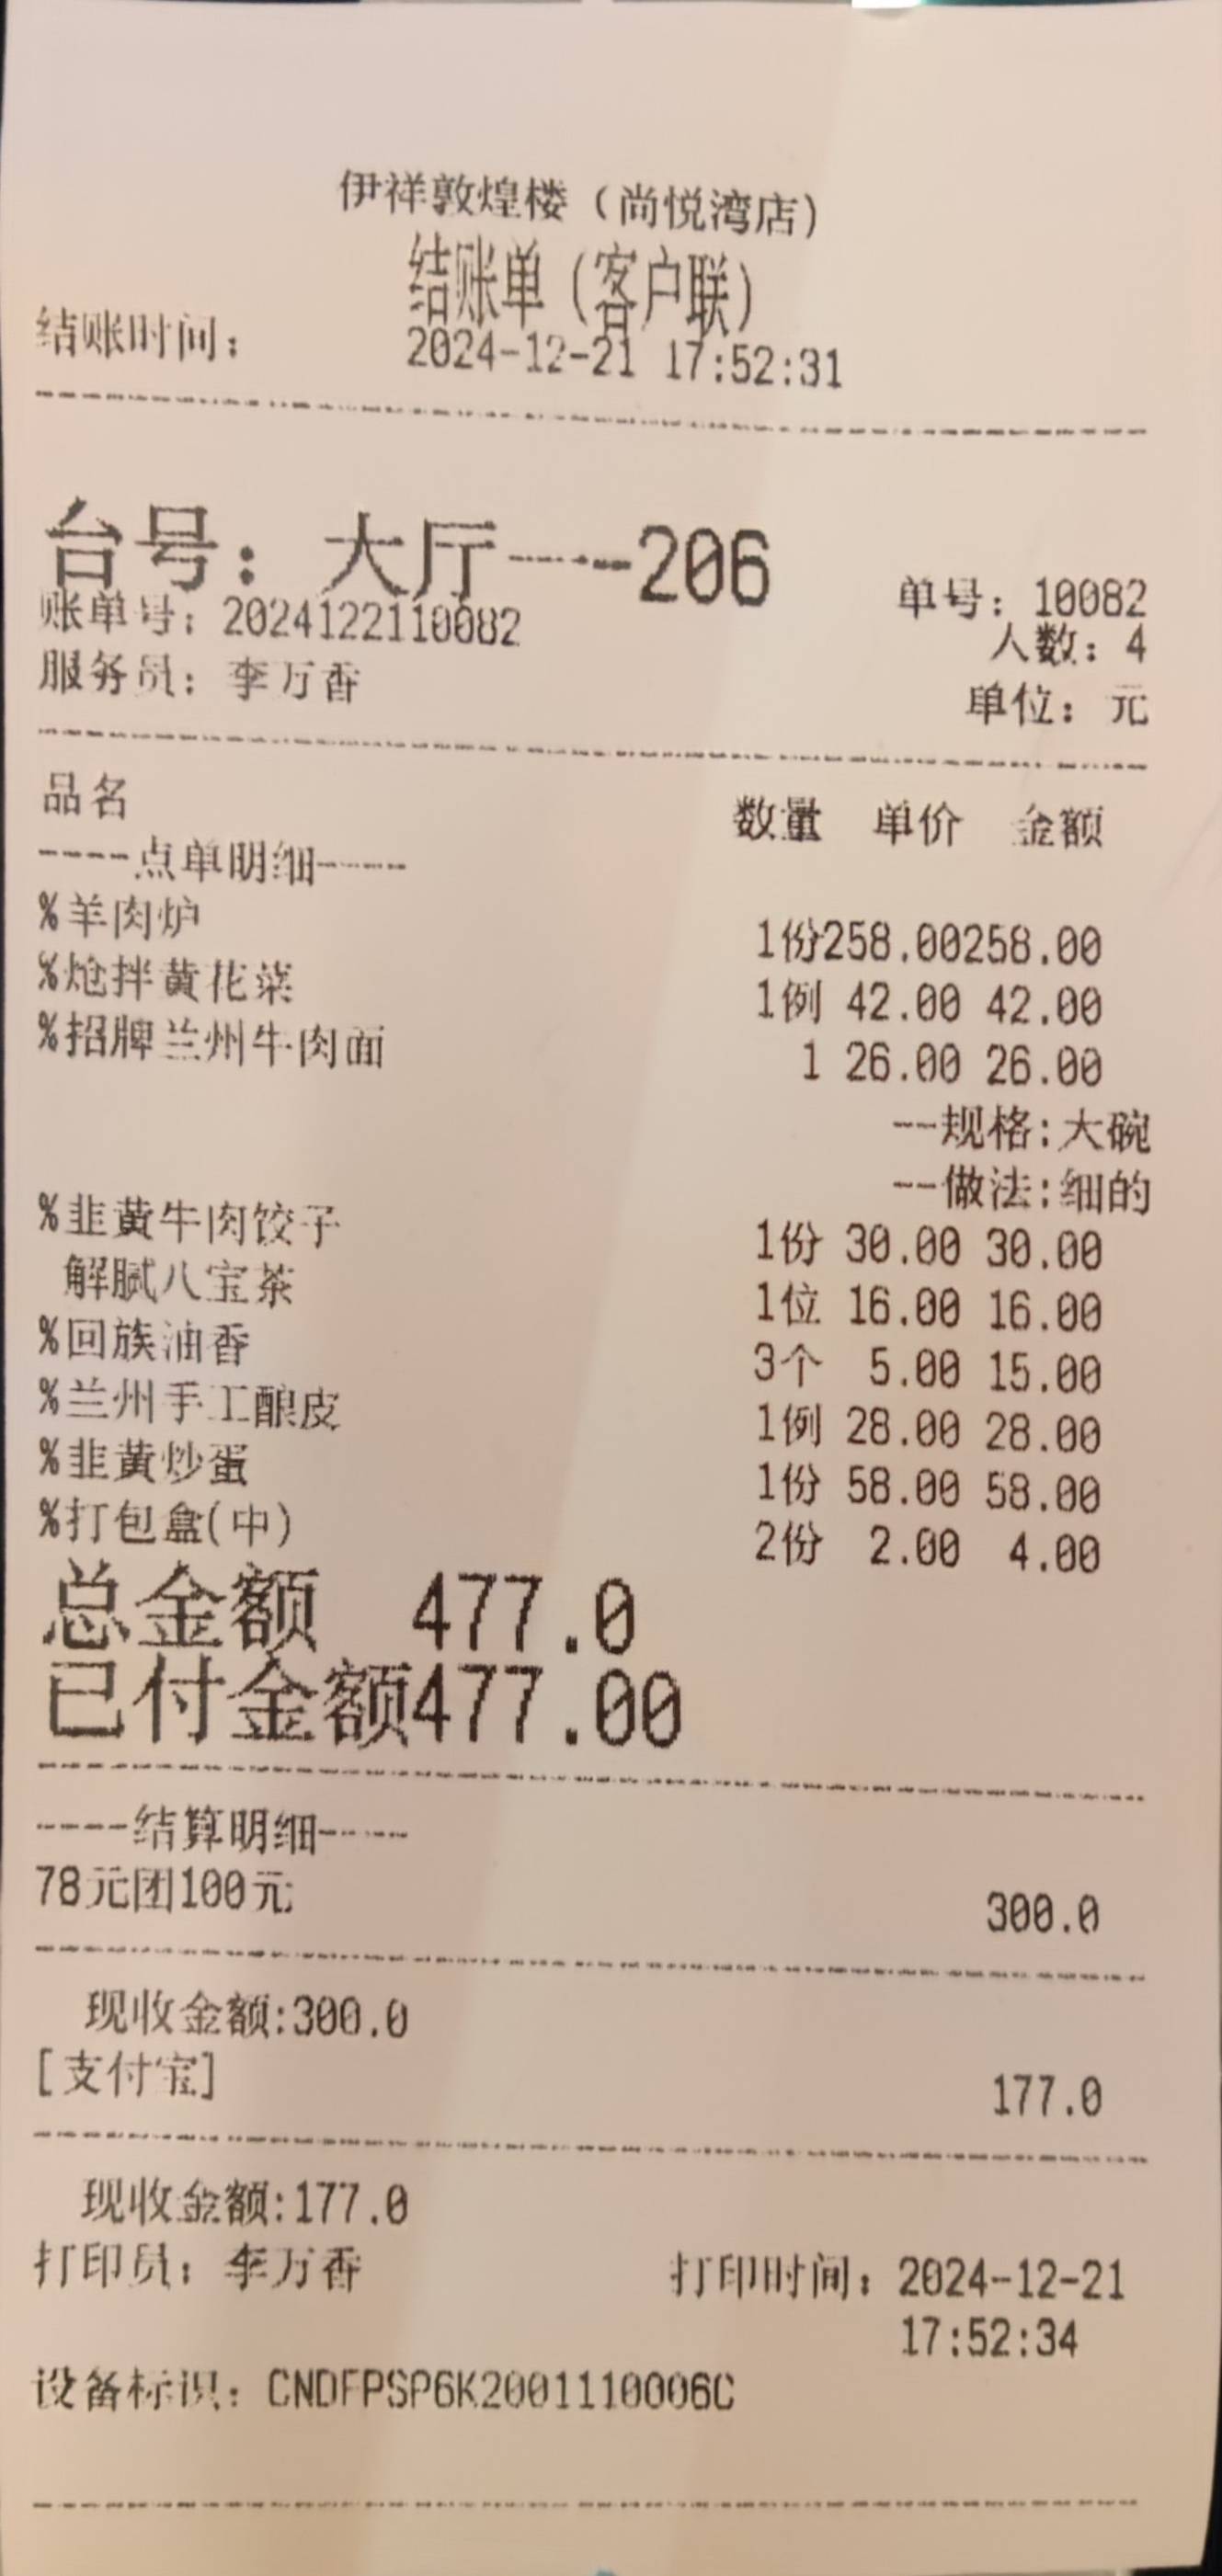 伊祥敦煌楼（尚悦湾店）
结账单（客户联）
结账时间： 2024-12-21 17:52:31
台号：大厅---206
单号：10082
账单号：2024122110082
人数：4
服务员：李万香
单位：元
品名 数量 单价 金额
----点单明细----
%羊肉炉 1份258.00258.00
%炝拌黄花菜 1例 42.00 42.00
%招牌兰州牛肉面 1 26.00 26.00
--规格:大碗
--做法:细的
%韭黄牛肉饺子 1份 30.00 30.00
解腻八宝茶 1位 16.00 16.00
%回族油香 3个 5.00 15.00
%兰州手工酿皮 1例 28.00 28.00
%韭黄炒蛋 1份 58.00 58.00
%打包盒(中) 2份 2.00 4.00
总金额 477.0
已付金额477.00
----结算明细----
78元团100元 300.0
现收金额:300.0
[支付宝] 177.0
现收金额:177.0
打印员：李万香 打印时间：2024-12-21
17:52:34
设备标识：CNDFPSP6K2001110006C